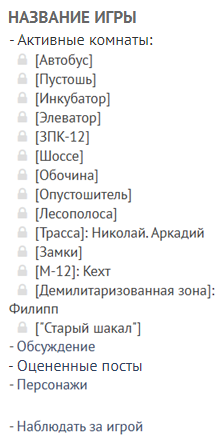 НАЗВАНИЕ ИГРЫ
- Активные комнаты:
[Автобус]
[Пустошь]
[Инкубатор]
[Элеватор]
[ЗПК-12]
[Шоссе]
[Обочина]
[Опустошитель]
[Лесополоса]
[Трасса]: Николай. Аркадий
[Замки]
[М-12]: Кехт
[Демилитаризованная зона]:
Филипп
["Старый шакал"]
- Обсуждение
- Оцененные посты
- Персонажи
- Наблюдать за игрой